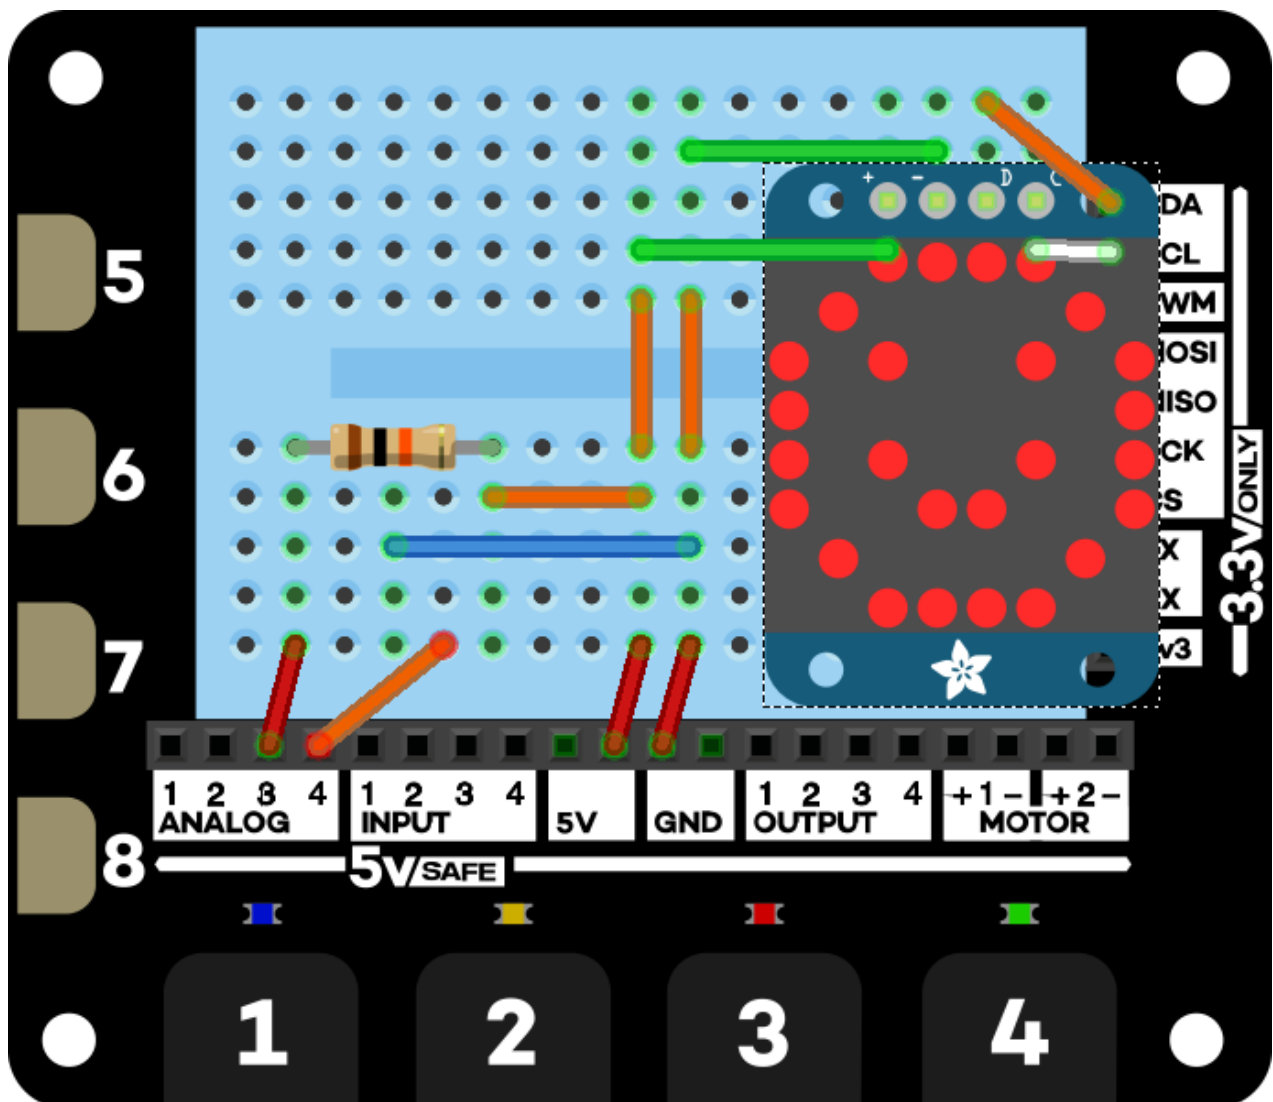 + - D C
DA
CL
WM
IOSI
IISO
CK
S
X
X
v3
3.3V/ONLY
5
6
7
8
1 2 3 4 1 2 3 4 1 2 3 4 + 1 - + 2 -
ANALOG INPUT 5V GND OUTPUT MOTOR
5V/SAFE
1 2 3 4